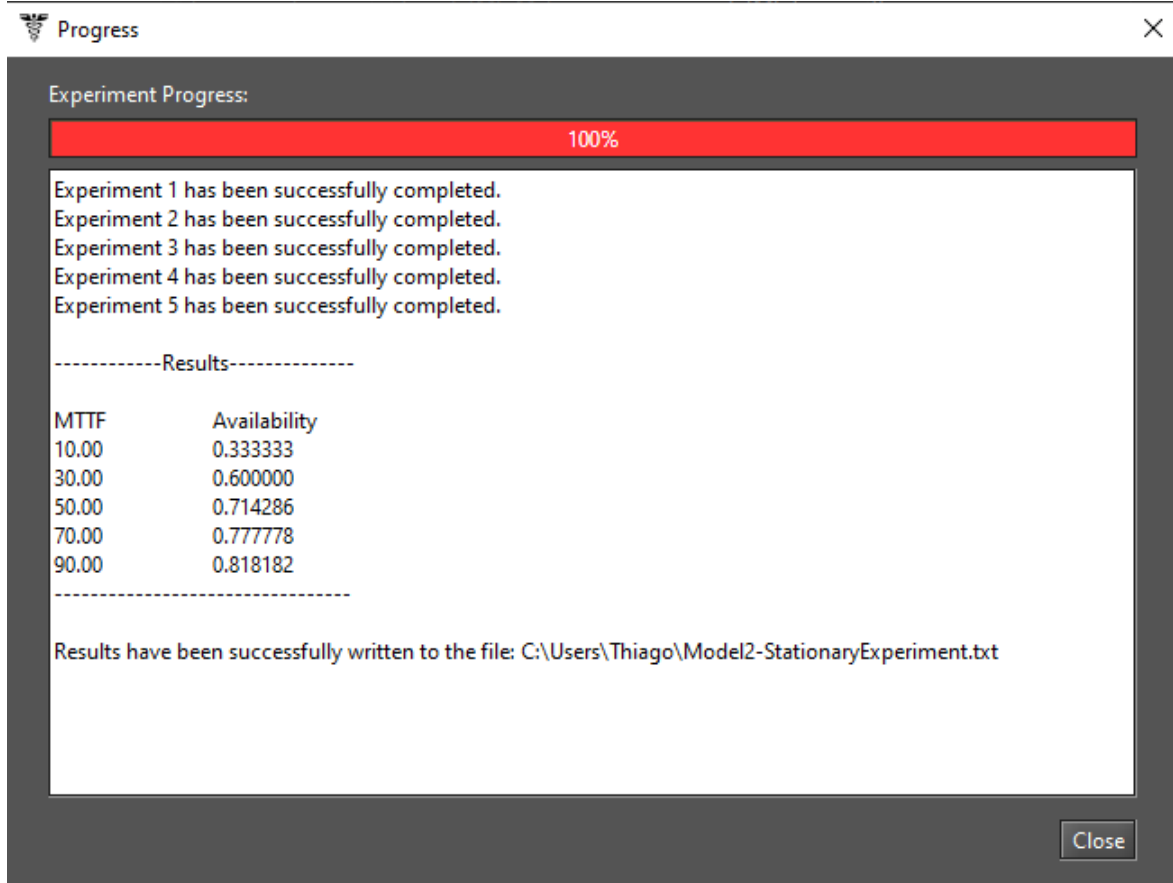 Progress
Experiment Progress:
100%
Experiment 1 has been successfully completed.
Experiment 2 has been successfully completed.
Experiment 3 has been successfully completed.
Experiment 4 has been successfully completed.
Experiment 5 has been successfully completed.
------------Results--------------
MTTF Availability
10.00 0.333333
30.00 0.600000
50.00 0.714286
70.00 0.777778
90.00 0.818182
---------------------------------
Results have been successfully written to the file: C:\Users\Thiago\Model2-StationaryExperiment.txt
Close